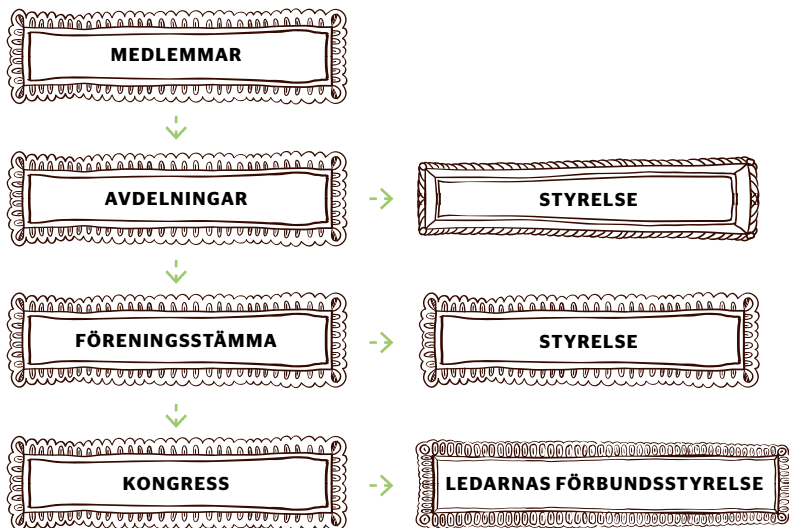 MEDLEMMAR
AVDELNINGAR
STYRELSE
FÖRENINGSSTÄMMA
STYRELSE
KONGRESS
LEDARNAS FÖRBUNDSSTYRELSE